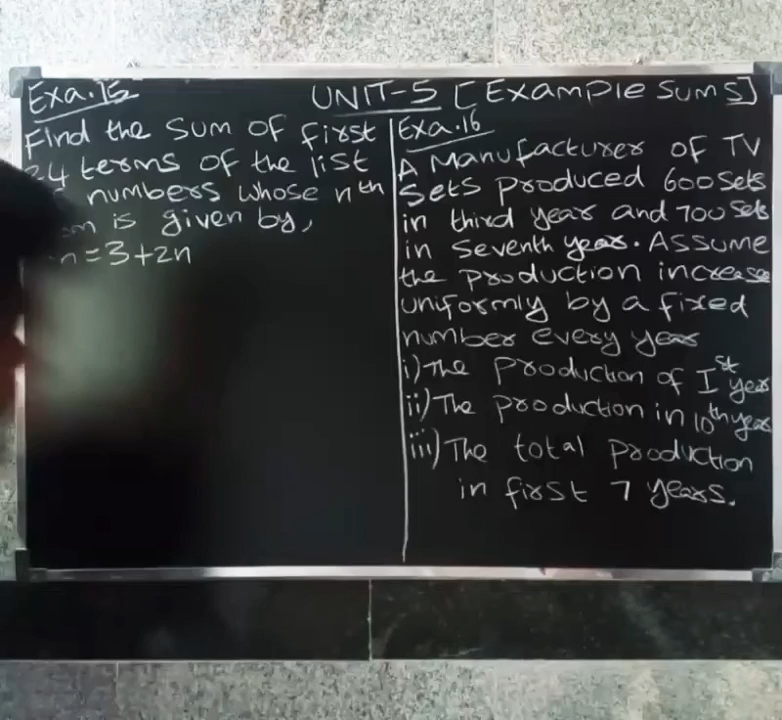 UNIT-5 [Example Sums]
Exa.15
Find the sum of first
24 terms of the list
numbers whose nth
is given by,
n = 3+2n
Exa.16
A Manufacturer of TV
Sets produced 600 Sets
in third year and 700 Sets
in Seventh year. Assume
the production increase
uniformly by a fixed
number every year
i) The production of Ist year
ii) The production in 10th year
iii) The total production
in first 7 years.